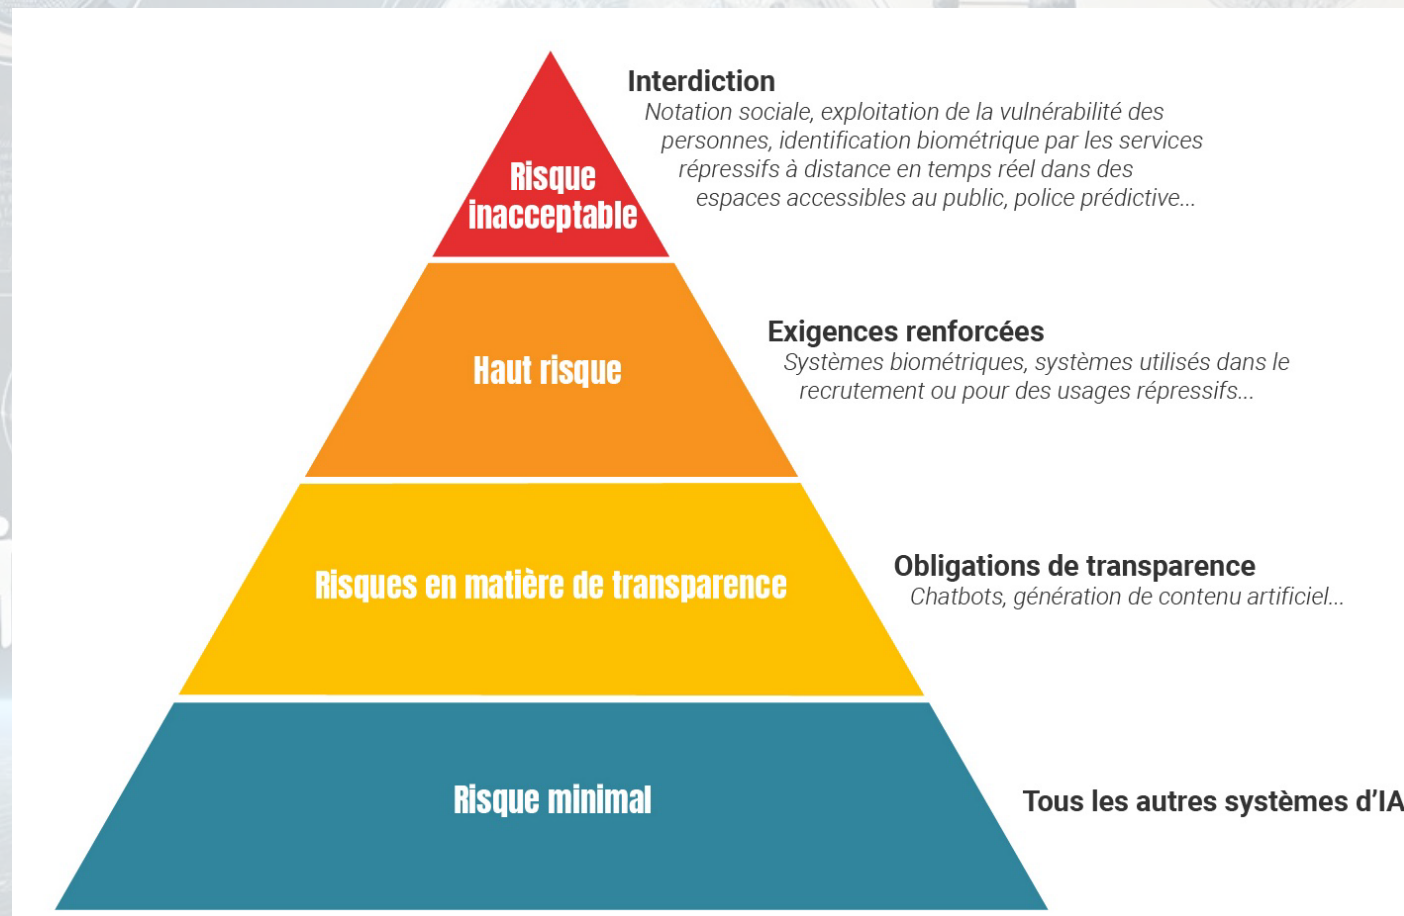 Interdiction
Notation sociale, exploitation de la vulnérabilité des
personnes, identification biométrique par les services
répressifs à distance en temps réel dans des
espaces accessibles au public, police prédictive...
Risque
inacceptable
Exigences renforcées
Systèmes biométriques, systèmes utilisés dans le
recrutement ou pour des usages répressifs...
Haut risque
Obligations de transparence
Chatbots, génération de contenu artificiel...
Risques en matière de transparence
Risque minimal
Tous les autres systèmes d’IA